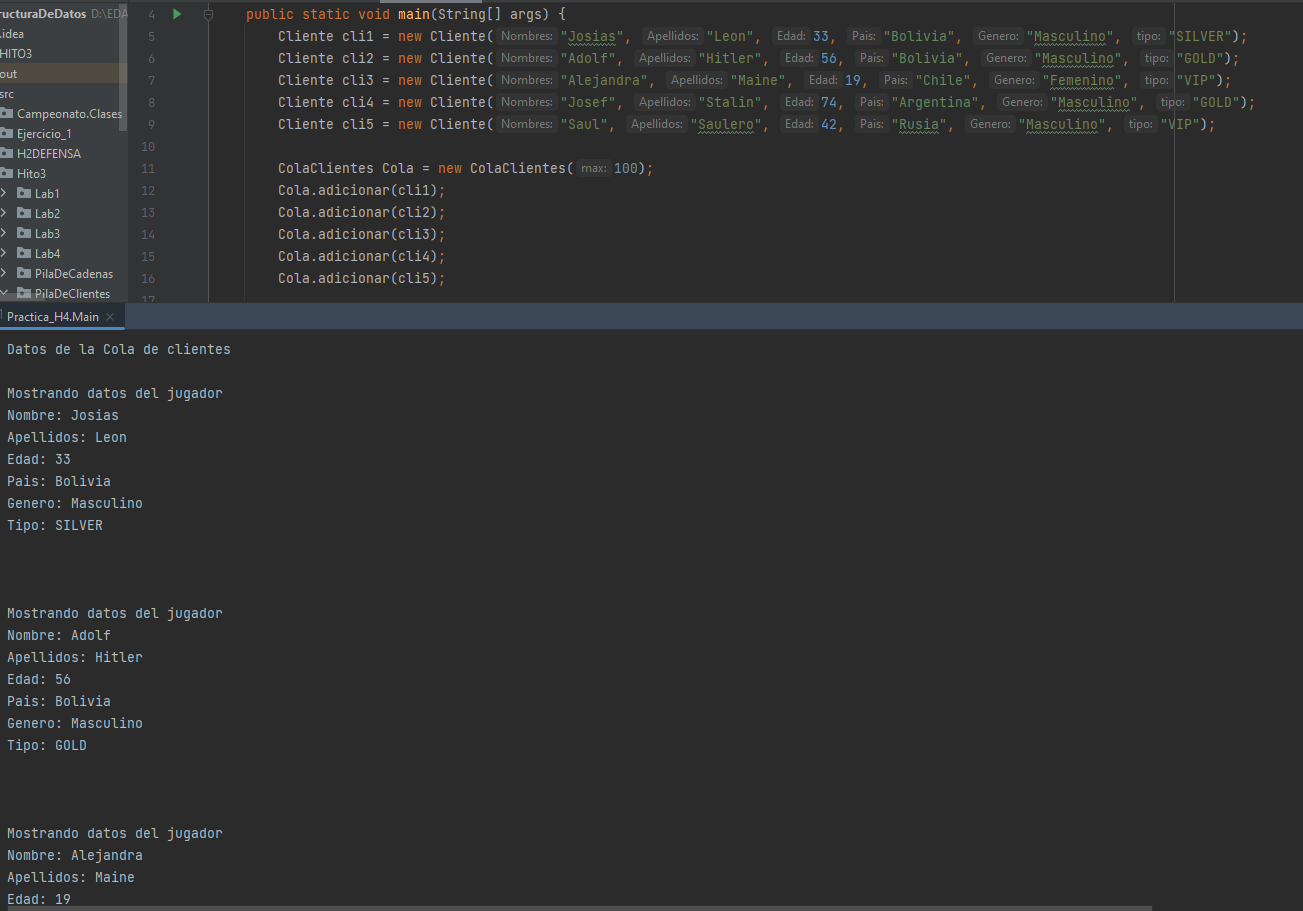 ructuraDeDatos D:\EDA
.idea
HITO3
out
src
Campeonato.Clases
Ejercicio_1
H2DEFENSA
Hito3
Lab1
Lab2
Lab3
Lab4
PilaDeCadenas
PilaDeClientes
4 public static void main(String[] args) {
5 Cliente cli1 = new Cliente( Nombres: "Josias", Apellidos: "Leon", Edad: 33, Pais: "Bolivia", Genero: "Masculino", tipo: "SILVER");
6 Cliente cli2 = new Cliente( Nombres: "Adolf", Apellidos: "Hitler", Edad: 56, Pais: "Bolivia", Genero: "Masculino", tipo: "GOLD");
7 Cliente cli3 = new Cliente( Nombres: "Alejandra", Apellidos: "Maine", Edad: 19, Pais: "Chile", Genero: "Femenino", tipo: "VIP");
8 Cliente cli4 = new Cliente( Nombres: "Josef", Apellidos: "Stalin", Edad: 74, Pais: "Argentina", Genero: "Masculino", tipo: "GOLD");
9 Cliente cli5 = new Cliente( Nombres: "Saul", Apellidos: "Saulero", Edad: 42, Pais: "Rusia", Genero: "Masculino", tipo: "VIP");
10
11 ColaClientes Cola = new ColaClientes( max: 100);
12 Cola.adicionar(cli1);
13 Cola.adicionar(cli2);
14 Cola.adicionar(cli3);
15 Cola.adicionar(cli4);
16 Cola.adicionar(cli5);
17
Practica_H4.Main
Datos de la Cola de clientes
Mostrando datos del jugador
Nombre: Josias
Apellidos: Leon
Edad: 33
Pais: Bolivia
Genero: Masculino
Tipo: SILVER
Mostrando datos del jugador
Nombre: Adolf
Apellidos: Hitler
Edad: 56
Pais: Bolivia
Genero: Masculino
Tipo: GOLD
Mostrando datos del jugador
Nombre: Alejandra
Apellidos: Maine
Edad: 19